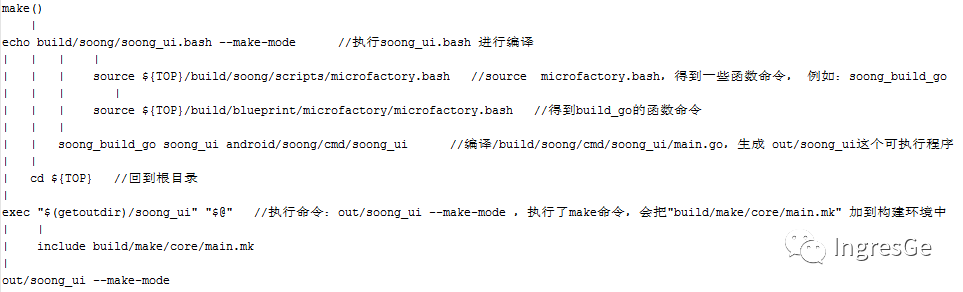 make()
|
echo build/soong/soong_ui.bash --make-mode //执行soong_ui.bash 进行编译
| | | |
| | | source ${TOP}/build/soong/scripts/microfactory.bash //source microfactory.bash，得到一些函数命令， 例如：soong_build_go
| | | |
| | | source ${TOP}/build/blueprint/microfactory/microfactory.bash //得到build_go的函数命令
| | |
| | soong_build_go soong_ui android/soong/cmd/soong_ui //编译/build/soong/cmd/soong_ui/main.go，生成 out/soong_ui这个可执行程序
| |
| cd ${TOP} //回到根目录
|
exec "$(getoutdir)/soong_ui" "$@" //执行命令：out/soong_ui --make-mode ，执行了make命令，会把"build/make/core/main.mk" 加到构建环境中
| |
| include build/make/core/main.mk
|
out/soong_ui --make-mode
IngresGe